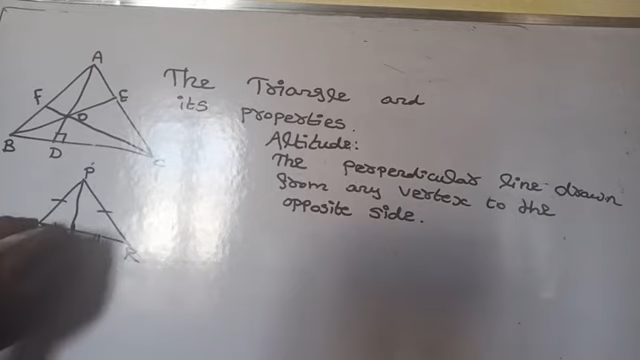 A
F
E
O
B
D
C
P
R
The Triangle and
its properties.
Altitude:
The perpendicular line drawn
from any vertex to the
opposite side.